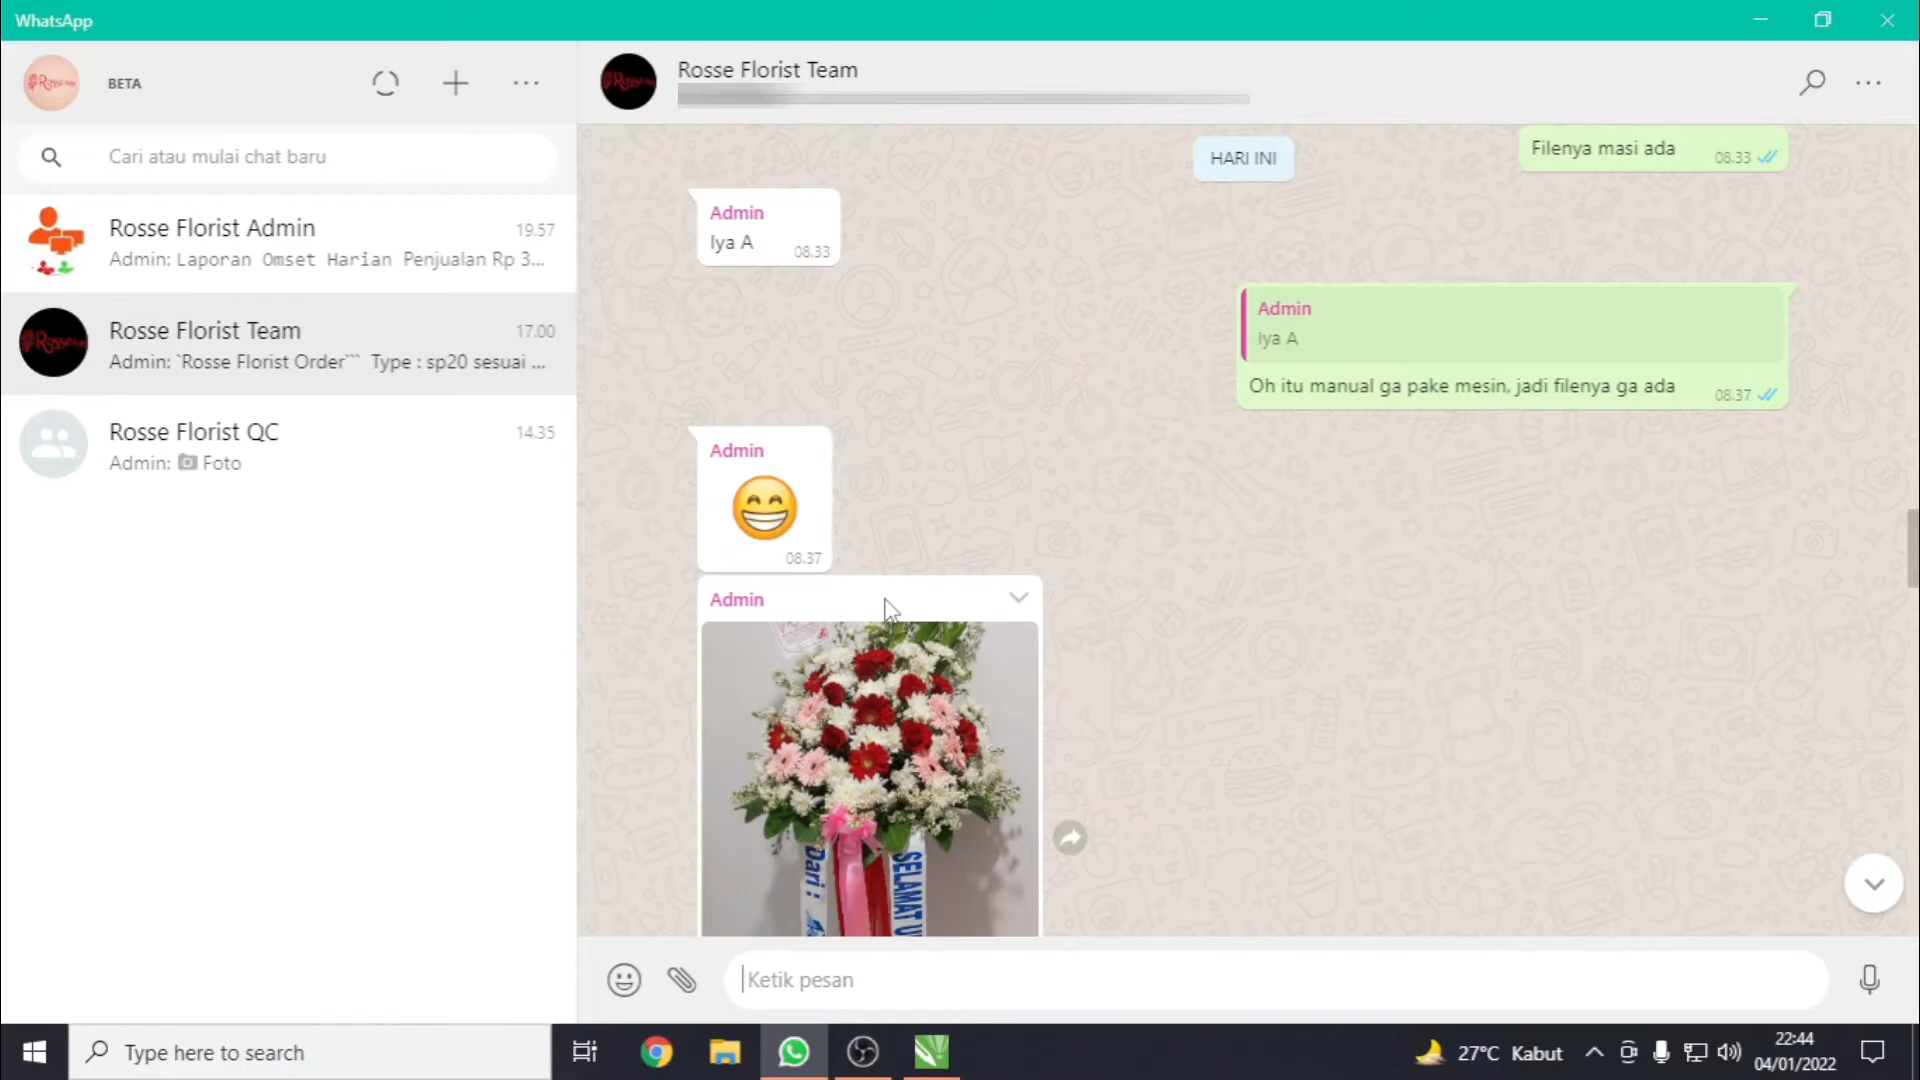 WhatsApp
BETA
Cari atau mulai chat baru
Rosse Florist Admin
19.57
Admin: Laporan Omset Harian Penjualan Rp 3...
Rosse Florist Team
17.00
Admin: `Rosse Florist Order``` Type : sp20 sesuai ...
Rosse Florist QC
14.35
Admin: Foto
Rosse Florist Team
Filenya masi ada
08.33
HARI INI
Admin
Iya A
08.33
Admin
Iya A
Oh itu manual ga pake mesin, jadi filenya ga ada
08.37
Admin
08.37
Admin
Dari :
SELAMAT
Ketik pesan
Type here to search
27°C Kabut
22:44
04/01/2022